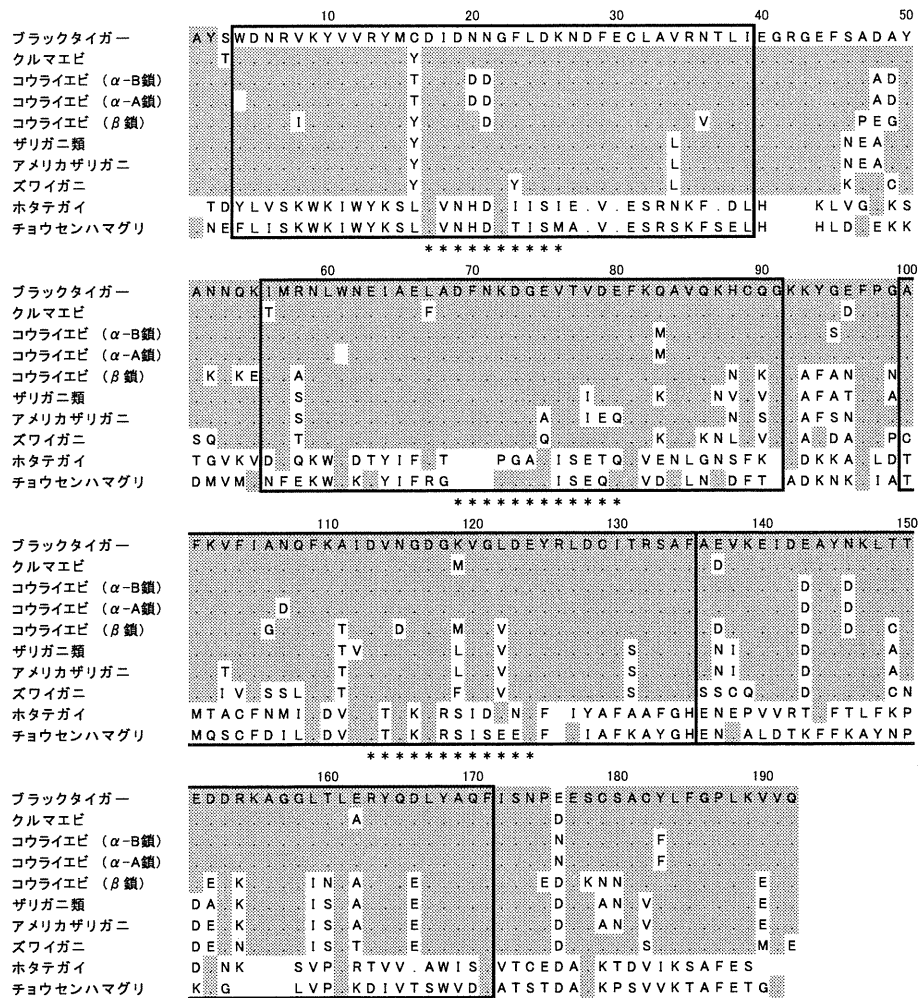 10 20 30 40 50
ブラックタイガー AYSWDNRVKYVVRYMCDIDNNGFLDKNDFECLAVRNTLIEGRGEFSADAY
クルマエビ T Y
コウライエビ (α-B鎖) T DD AD
コウライエビ (α-A鎖) T DD AD
コウライエビ (β鎖) I Y D V PEG
ザリガニ類 Y L NEA
アメリカザリガニ Y L NEA
ズワイガニ Y Y L K C
ホタテガイ TDYLVSKWKIWYKSL VNHD IISIE.V.ESRNKF.DLH KLVG KS
チョウセンハマグリ NEFLISKWKIWYKSL VNHD TISMA.V.ESRSKFSELH HLD EKK
**********
60 70 80 90 100
ブラックタイガー ANNQKIMRNLWNEIAELADFNKDGEVTVDEFKQAVQKHCQGKKYGEFPGA
クルマエビ T F D
コウライエビ (α-B鎖) M S
コウライエビ (α-A鎖) M
コウライエビ (β鎖) K KE A N K AFAN N
ザリガニ類 S I K NV V AFAT A
アメリカザリガニ S A IEQ N S AFSN
ズワイガニ SQ T Q K KNL V A DA PC
ホタテガイ TGVKVD QKW DTYIF T PGA ISETQ VENLGNSFK DKKA LDT
チョウセンハマグリ DMVM NFEKW K YIFRG ISEQ VD LND DFT ADKNK IAT
************
110 120 130 140 150
ブラックタイガー FKVFIANQFKAIDVNGDGKVGLDEYRLDCITRSAFAEVKEIDEAYNKLTT
クルマエビ M D
コウライエビ (α-B鎖) D D
コウライエビ (α-A鎖) D D D
コウライエビ (β鎖) G T D M V D D D C
ザリガニ類 TV L V S NI D A
アメリカザリガニ T T L V S NI D A
ズワイガニ IV SSL T F V S SSCQ D CN
ホタテガイ MTACFNMI DV T K RSID N F IYAFAAFGHENEPVVRT FTLFKP
チョウセンハマグリ MQSCFDIL DV T K RSISEE F IAFKAYGHEN ALDTKFFKAYNP
************
160 170 180 190
ブラックタイガー EDDRKAGGLTLERYQDLYAQFISNPEESCSACYLFGPLKVVQ
クルマエビ A D
コウライエビ (α-B鎖) N F
コウライエビ (α-A鎖) N F
コウライエビ (β鎖) E K IN A E ED KNN E
ザリガニ類 DA K IS A E D AN V E
アメリカザリガニ DE K IS A E D AN V E
ズワイガニ DE N IS T E D S M E
ホタテガイ D NK SVP RTVV.AWIS.VTCEDA KTDVIKSAFES
チョウセンハマグリ K G LVP KDIVTSWVD ATSTDA KPSVVKTAFETG